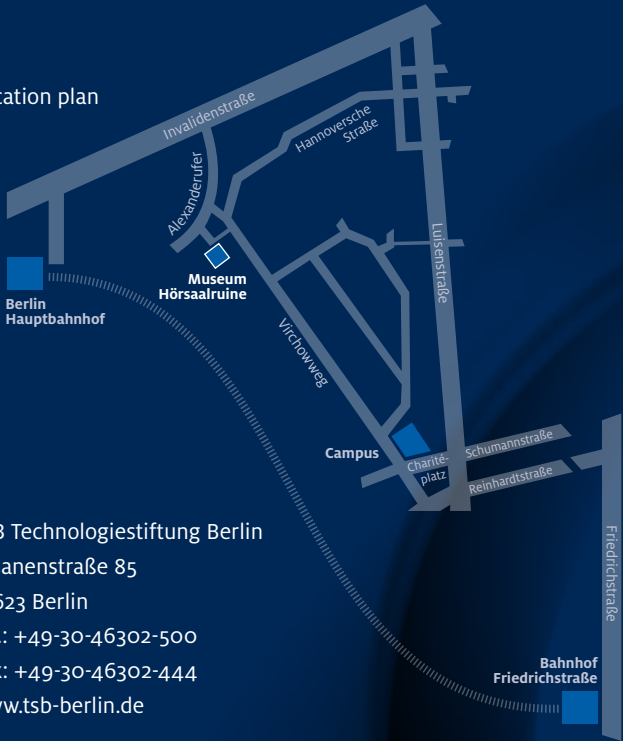 ation plan
Invalidenstraße
Hannoversche
Straße
Alexanderufer
Luisenstraße
Museum
Hörsaalruine
Berlin
Hauptbahnhof
Virchowweg
Campus
Charité-
platz
Schumannstraße
Reinhardtstraße
Friedrichstraße
Technologiestiftung Berlin
anenstraße 85
623 Berlin
: +49-30-46302-500
: +49-30-46302-444
w.tsb-berlin.de
Bahnhof
Friedrichstraße